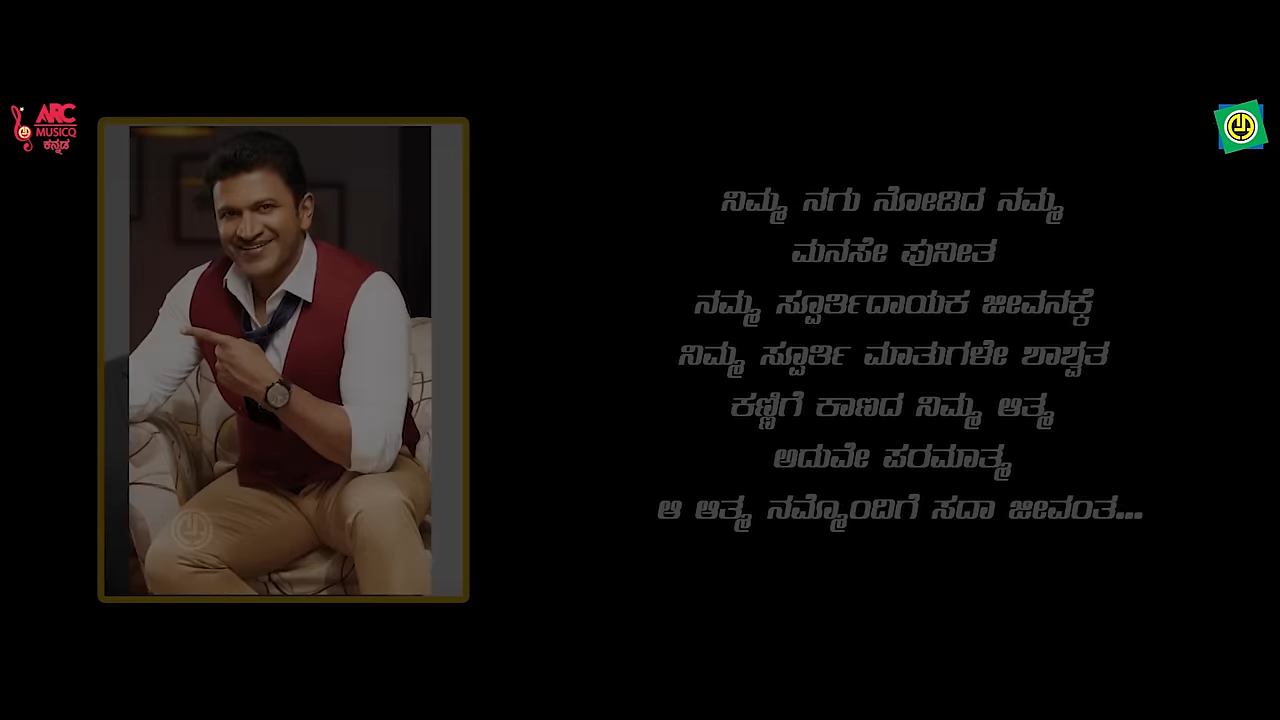 ARC
MUSICQ
ಕನ್ನಡ
ನಿಮ್ಮ ನಗು ನೋಡಿದ ನಮ್ಮ
ಮನಸೇ ಪುನೀತ
ನಮ್ಮ ಸ್ಪೂರ್ತಿದಾಯಕ ಜೀವನಕ್ಕೆ
ನಿಮ್ಮ ಸ್ಪೂರ್ತಿ ಮಾತುಗಳೇ ಶಾಶ್ವತ
ಕಣ್ಣಿಗೆ ಕಾಣದ ನಿಮ್ಮ ಆತ್ಮ
ಅದುವೇ ಪರಮಾತ್ಮ
ಆ ಆತ್ಮ ನಮ್ಮೊಂದಿಗೆ ಸದಾ ಜೀವಂತ...